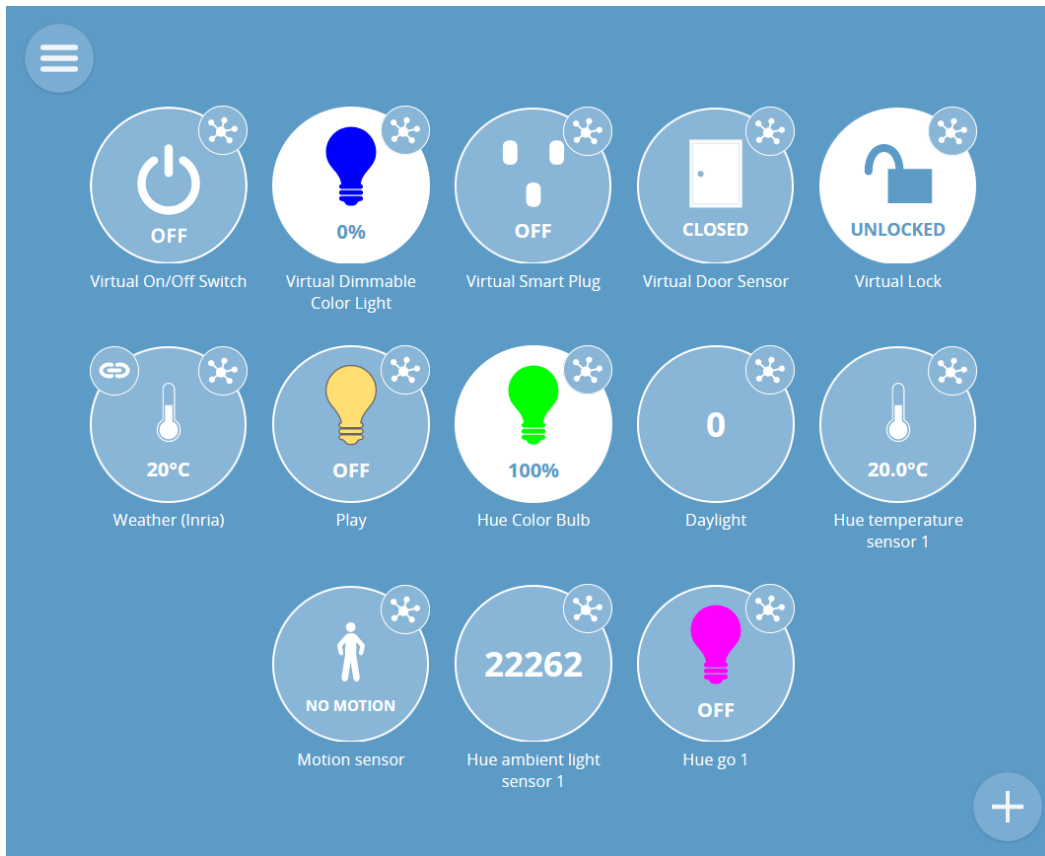 OFF
Virtual On/Off Switch
0%
Virtual Dimmable
Color Light
OFF
Virtual Smart Plug
CLOSED
Virtual Door Sensor
UNLOCKED
Virtual Lock
20°C
Weather (Inria)
OFF
Play
100%
Hue Color Bulb
0
Daylight
20.0°C
Hue temperature
sensor 1
NO MOTION
Motion sensor
22262
Hue ambient light
sensor 1
OFF
Hue go 1